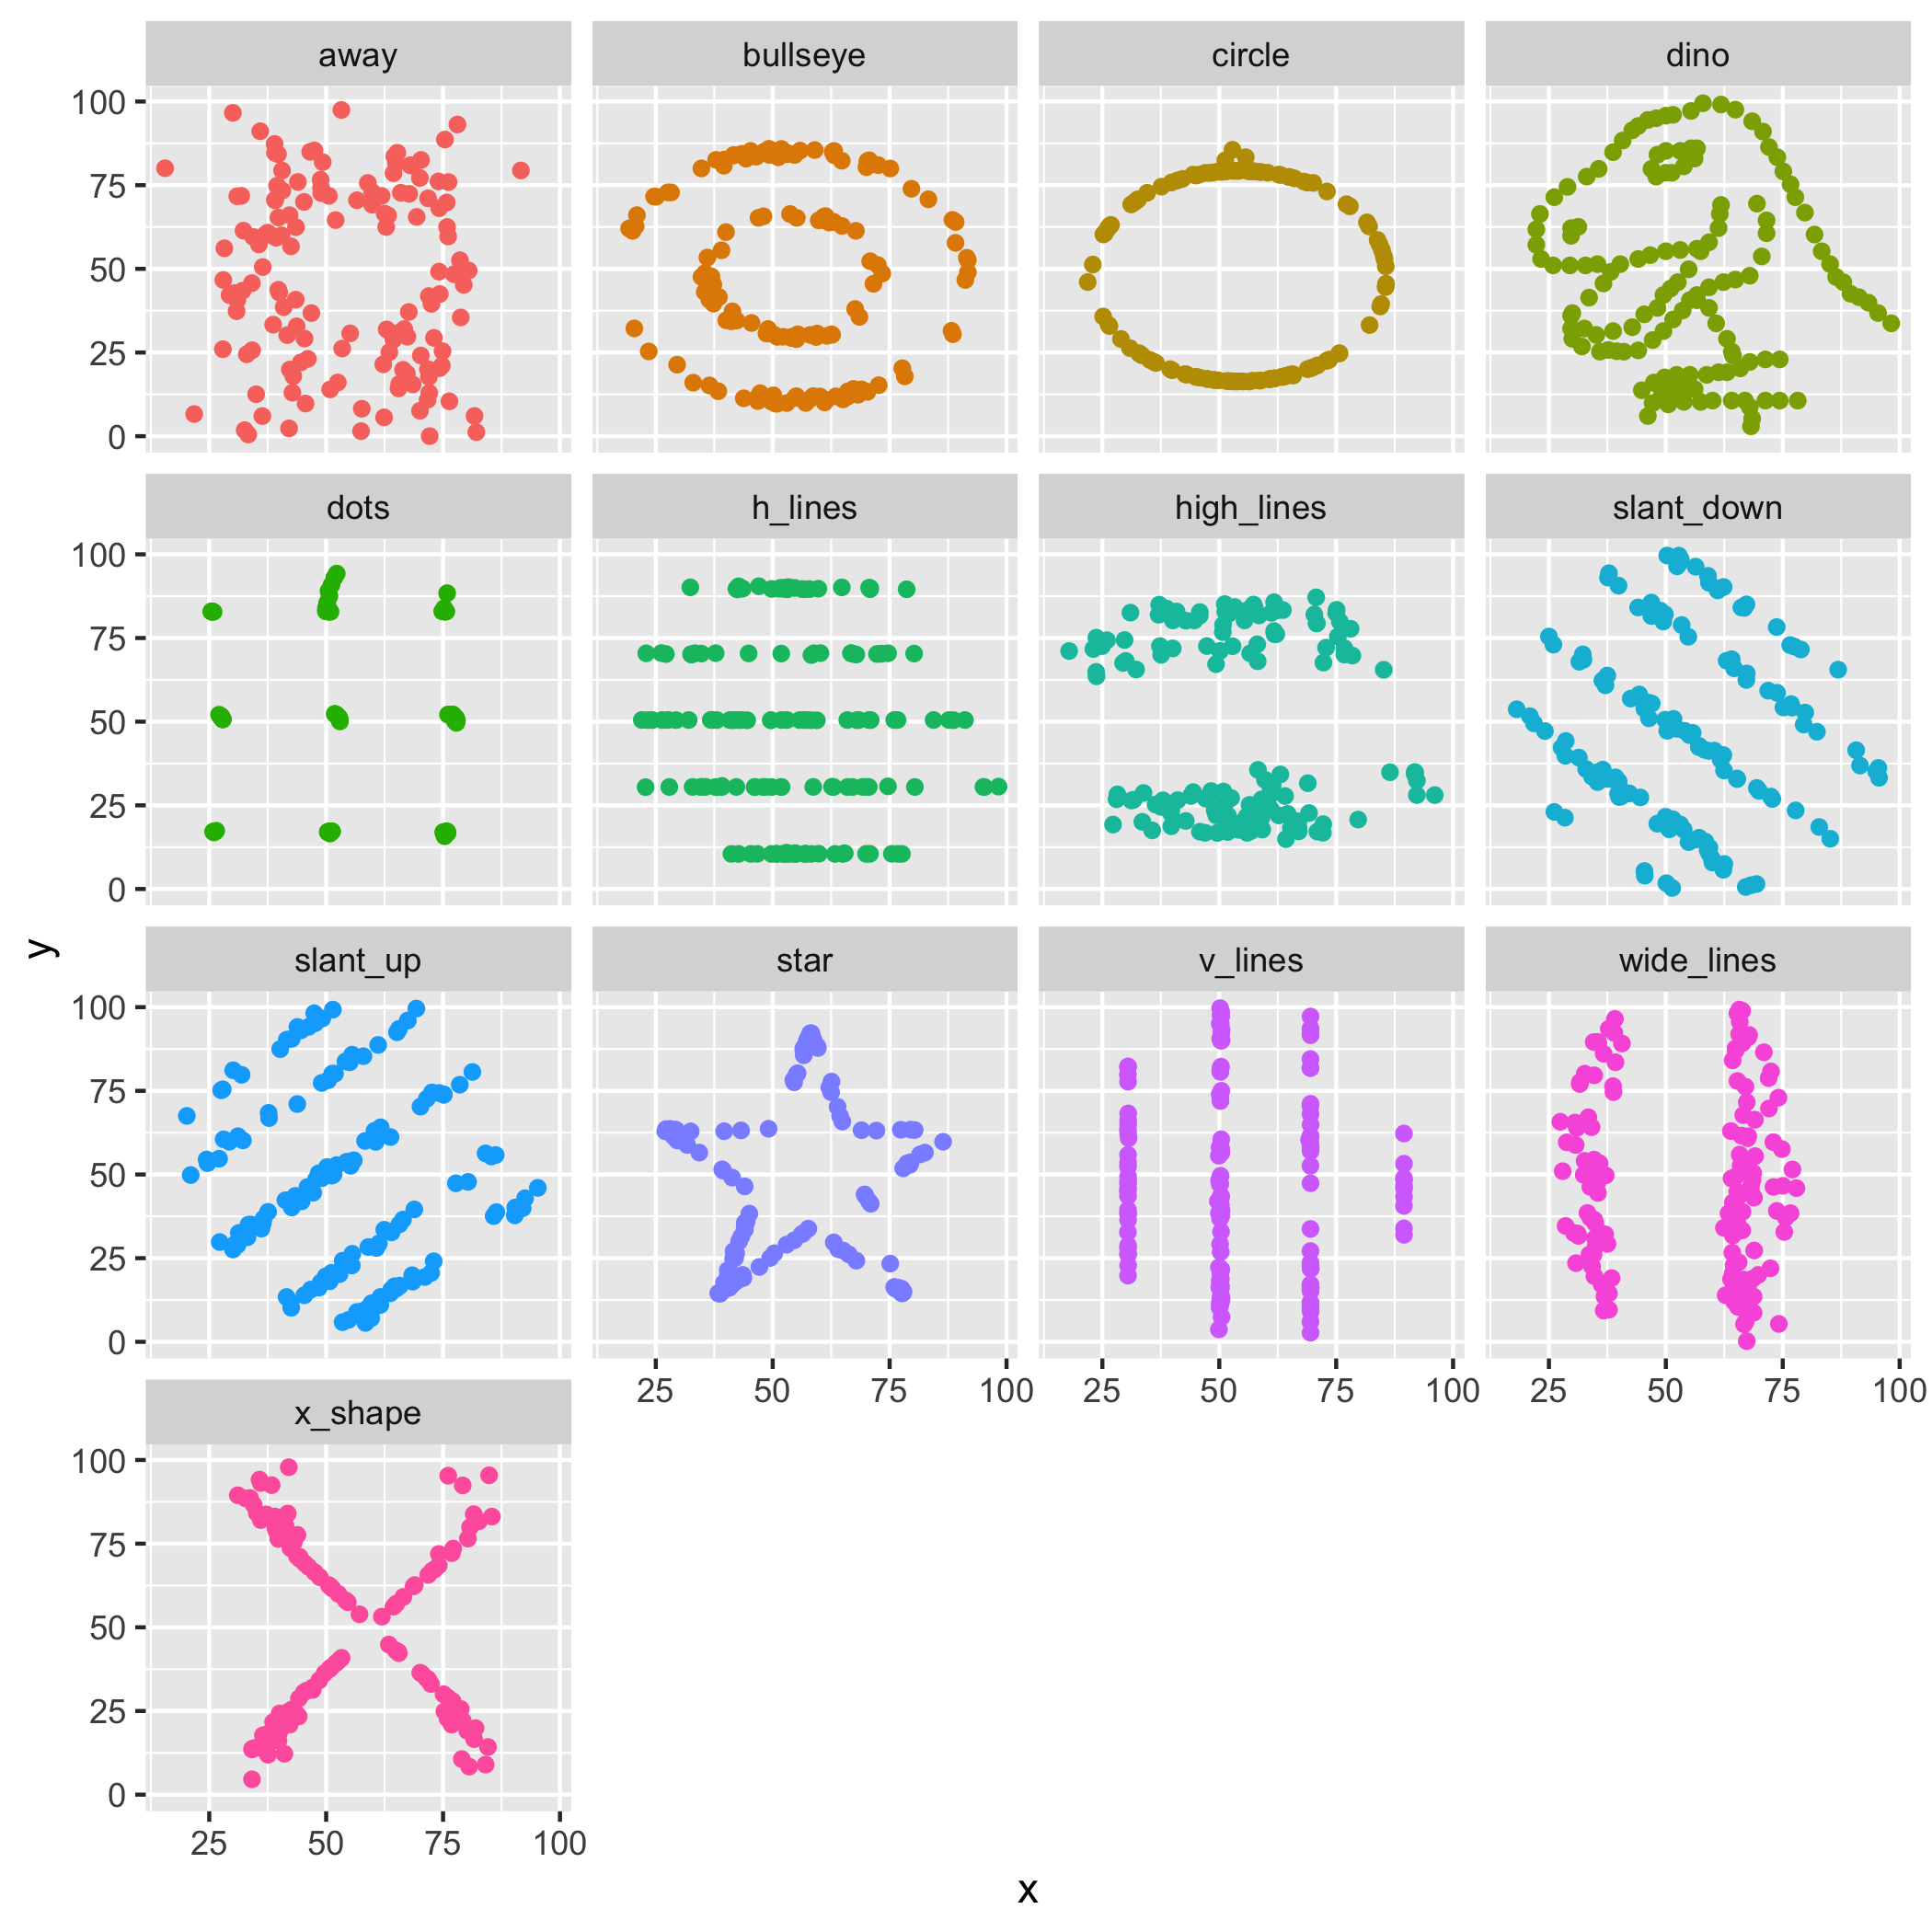 away bullseye circle dino
100
75
50
25
0
dots h_lines high_lines slant_down
100
75
50
25
0
slant_up star v_lines wide_lines
100
75
50
25
0
25 50 75 100 25 50 75 100 25 50 75 100
x_shape
100
75
50
25
0
25 50 75 100
y
x